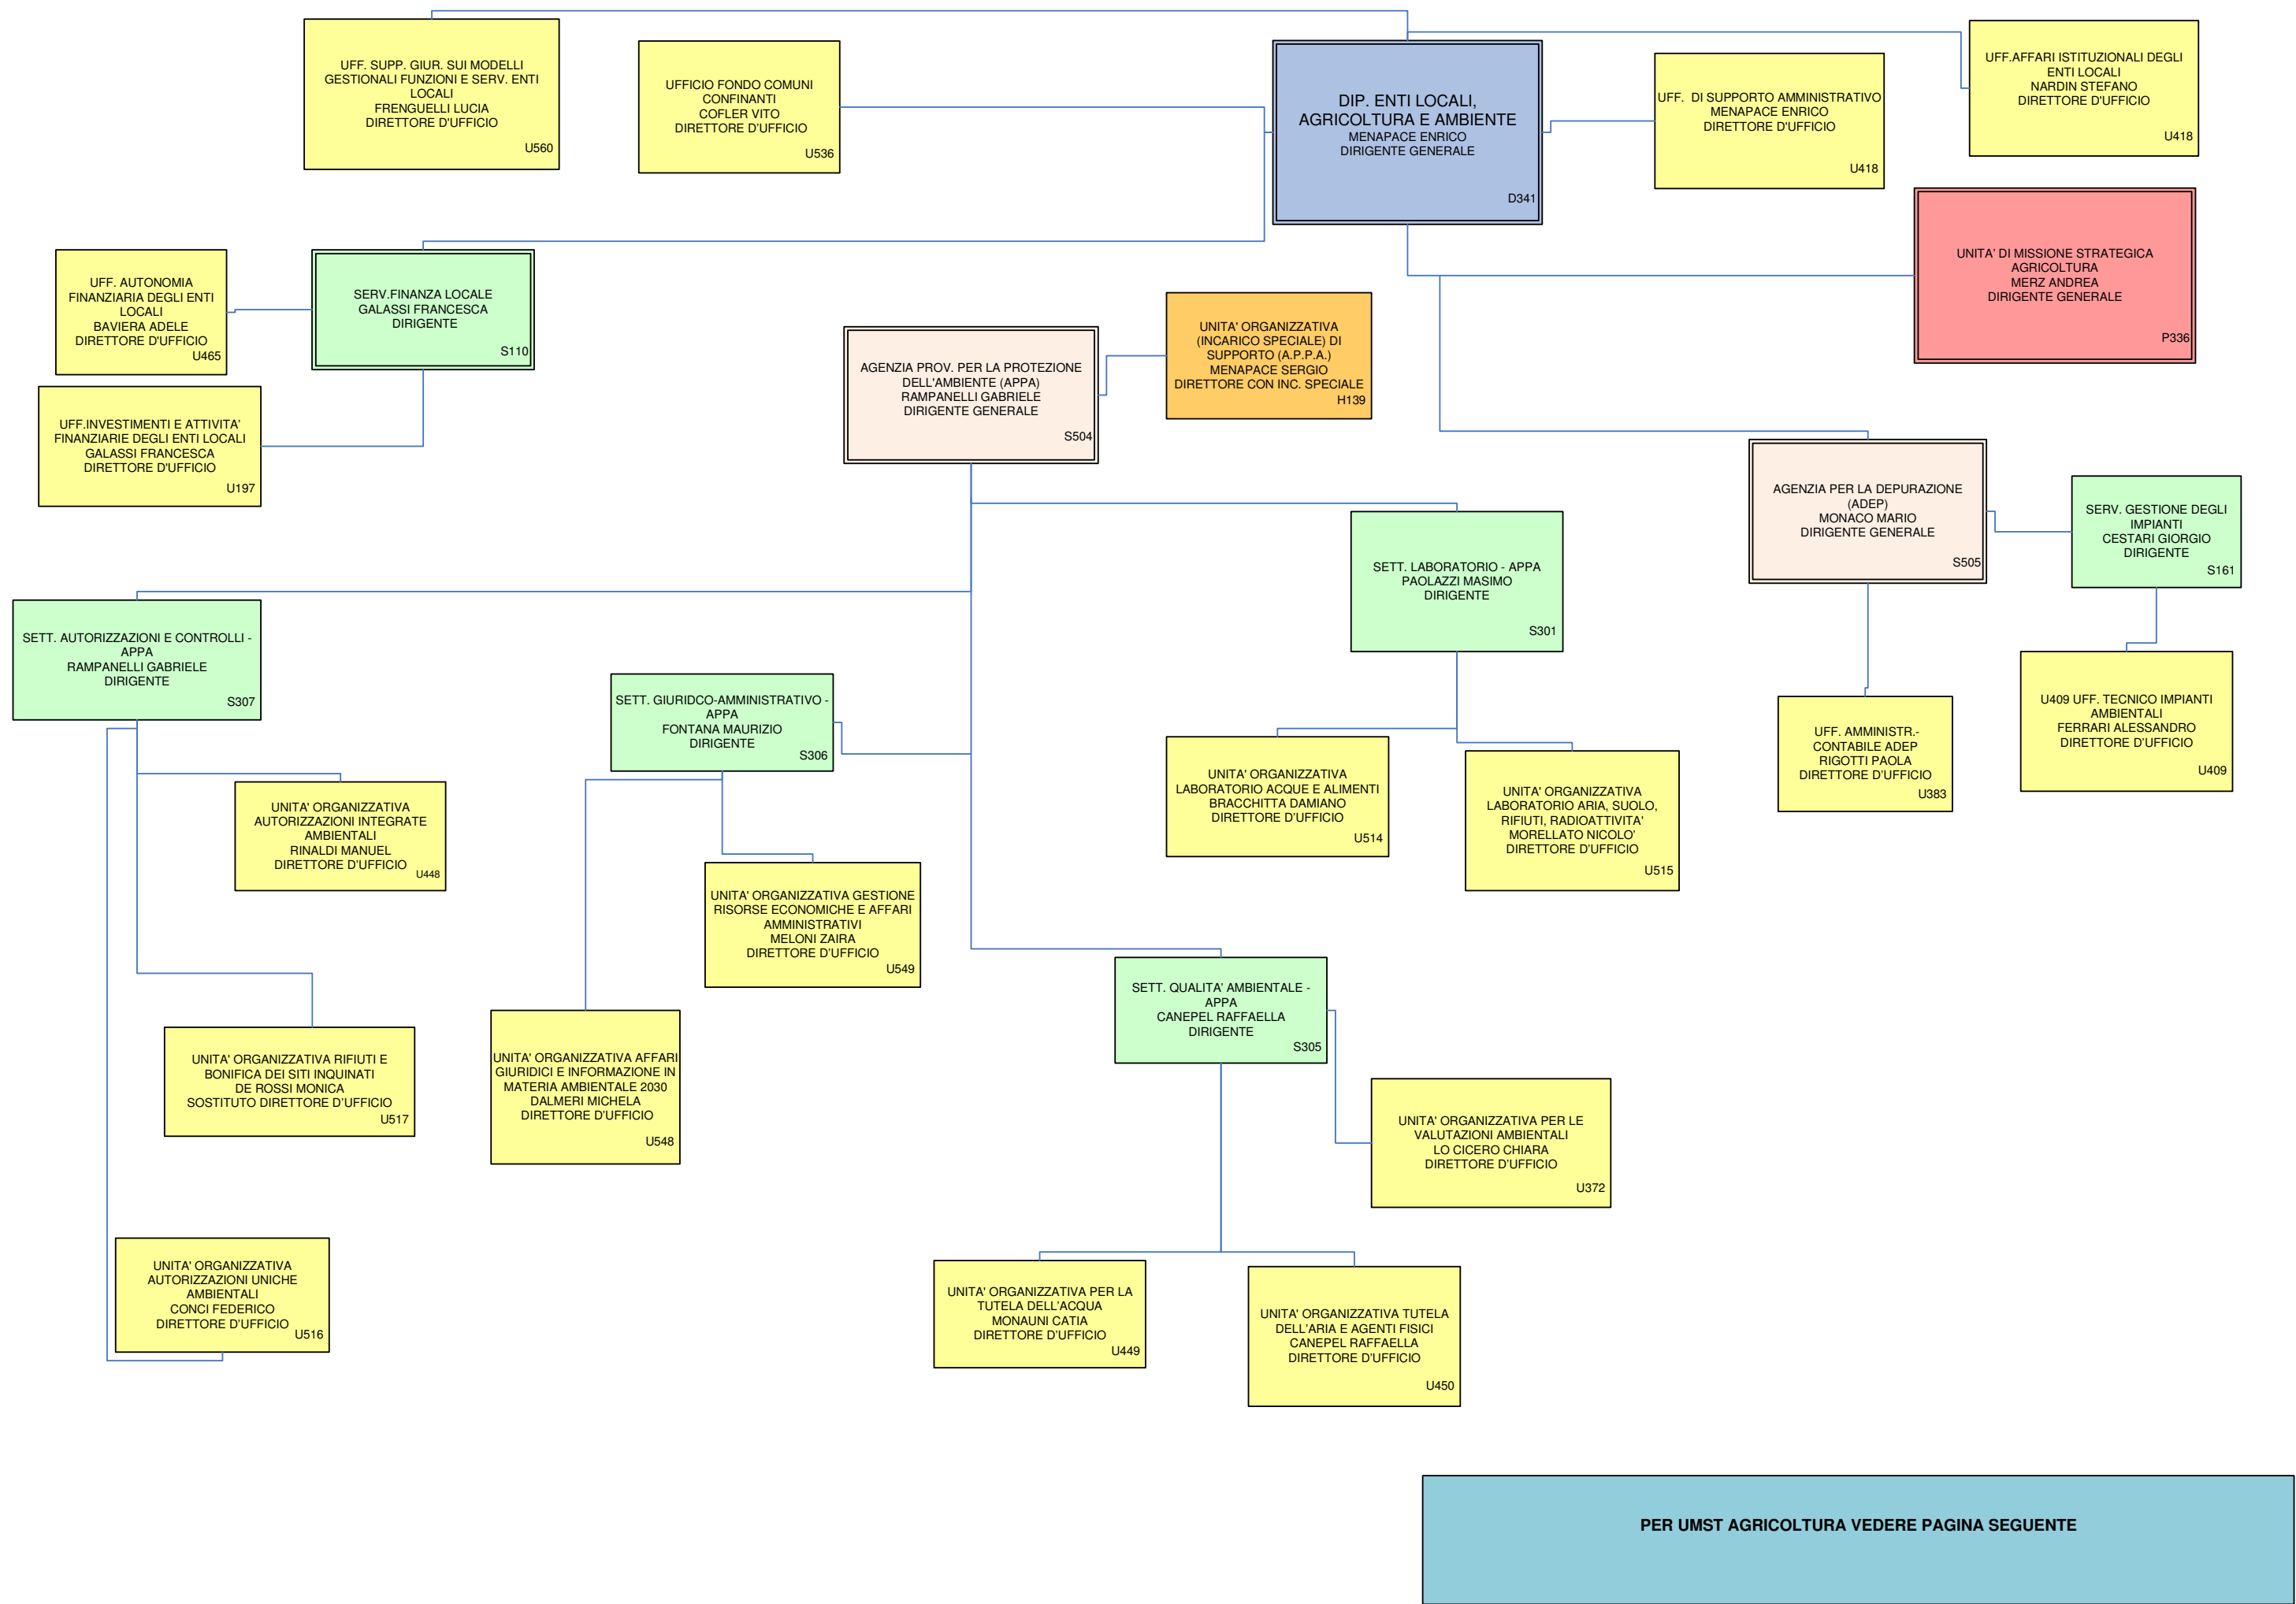 UFF. SUPP. GIUR. SUI MODELLI
GESTIONALI FUNZIONI E SERV. ENTI
LOCALI
FRENGUELLI LUCIA
DIRETTORE D'UFFICIO
U560
UFFICIO FONDO COMUNI
CONFINANTI
COFLER VITO
DIRETTORE D'UFFICIO
U536
DIP. ENTI LOCALI,
AGRICOLTURA E AMBIENTE
MENAPACE ENRICO
DIRIGENTE GENERALE
D341
UFF. DI SUPPORTO AMMINISTRATIVO
MENAPACE ENRICO
DIRETTORE D'UFFICIO
U418
UFF.AFFARI ISTITUZIONALI DEGLI
ENTI LOCALI
NARDIN STEFANO
DIRETTORE D'UFFICIO
U418
UNITA' DI MISSIONE STRATEGICA
AGRICOLTURA
MERZ ANDREA
DIRIGENTE GENERALE
P336
UFF. AUTONOMIA
FINANZIARIA DEGLI ENTI
LOCALI
BAVIERA ADELE
DIRETTORE D'UFFICIO
U465
SERV.FINANZA LOCALE
GALASSI FRANCESCA
DIRIGENTE
S110
UFF.INVESTIMENTI E ATTIVITA'
FINANZIARIE DEGLI ENTI LOCALI
GALASSI FRANCESCA
DIRETTORE D'UFFICIO
U197
AGENZIA PROV. PER LA PROTEZIONE
DELL'AMBIENTE (APPA)
RAMPANELLI GABRIELE
DIRIGENTE GENERALE
S504
UNITA' ORGANIZZATIVA
(INCARICO SPECIALE) DI
SUPPORTO (A.P.P.A.)
MENAPACE SERGIO
DIRETTORE CON INC. SPECIALE
H139
AGENZIA PER LA DEPURAZIONE
(ADEP)
MONACO MARIO
DIRIGENTE GENERALE
S505
SERV. GESTIONE DEGLI
IMPIANTI
CESTARI GIORGIO
DIRIGENTE
S161
SETT. LABORATORIO - APPA
PAOLAZZI MASIMO
DIRIGENTE
S301
SETT. AUTORIZZAZIONI E CONTROLLI -
APPA
RAMPANELLI GABRIELE
DIRIGENTE
S307
SETT. GIURIDCO-AMMINISTRATIVO -
APPA
FONTANA MAURIZIO
DIRIGENTE
S306
UFF. AMMINISTR.-
CONTABILE ADEP
RIGOTTI PAOLA
DIRETTORE D'UFFICIO
U383
U409 UFF. TECNICO IMPIANTI
AMBIENTALI
FERRARI ALESSANDRO
DIRETTORE D'UFFICIO
U409
UNITA' ORGANIZZATIVA
LABORATORIO ACQUE E ALIMENTI
BRACCHITTA DAMIANO
DIRETTORE D'UFFICIO
U514
UNITA' ORGANIZZATIVA
LABORATORIO ARIA, SUOLO,
RIFIUTI, RADIOATTIVITA'
MORELLATO NICOLO'
DIRETTORE D'UFFICIO
U515
UNITA' ORGANIZZATIVA
AUTORIZZAZIONI INTEGRATE
AMBIENTALI
RINALDI MANUEL
DIRETTORE D'UFFICIO
U448
UNITA' ORGANIZZATIVA GESTIONE
RISORSE ECONOMICHE E AFFARI
AMMINISTRATIVI
MELONI ZAIRA
DIRETTORE D'UFFICIO
U549
SETT. QUALITA' AMBIENTALE -
APPA
CANEPEL RAFFAELLA
DIRIGENTE
S305
UNITA' ORGANIZZATIVA RIFIUTI E
BONIFICA DEI SITI INQUINATI
DE ROSSI MONICA
SOSTITUTO DIRETTORE D'UFFICIO
U517
UNITA' ORGANIZZATIVA AFFARI
GIURIDICI E INFORMAZIONE IN
MATERIA AMBIENTALE 2030
DALMERI MICHELA
DIRETTORE D'UFFICIO
U548
UNITA' ORGANIZZATIVA PER LE
VALUTAZIONI AMBIENTALI
LO CICERO CHIARA
DIRETTORE D'UFFICIO
U372
UNITA' ORGANIZZATIVA
AUTORIZZAZIONI UNICHE
AMBIENTALI
CONCI FEDERICO
DIRETTORE D'UFFICIO
U516
UNITA' ORGANIZZATIVA PER LA
TUTELA DELL'ACQUA
MONAUNI CATIA
DIRETTORE D'UFFICIO
U449
UNITA' ORGANIZZATIVA TUTELA
DELL'ARIA E AGENTI FISICI
CANEPEL RAFFAELLA
DIRETTORE D'UFFICIO
U450
PER UMST AGRICOLTURA VEDERE PAGINA SEGUENTE